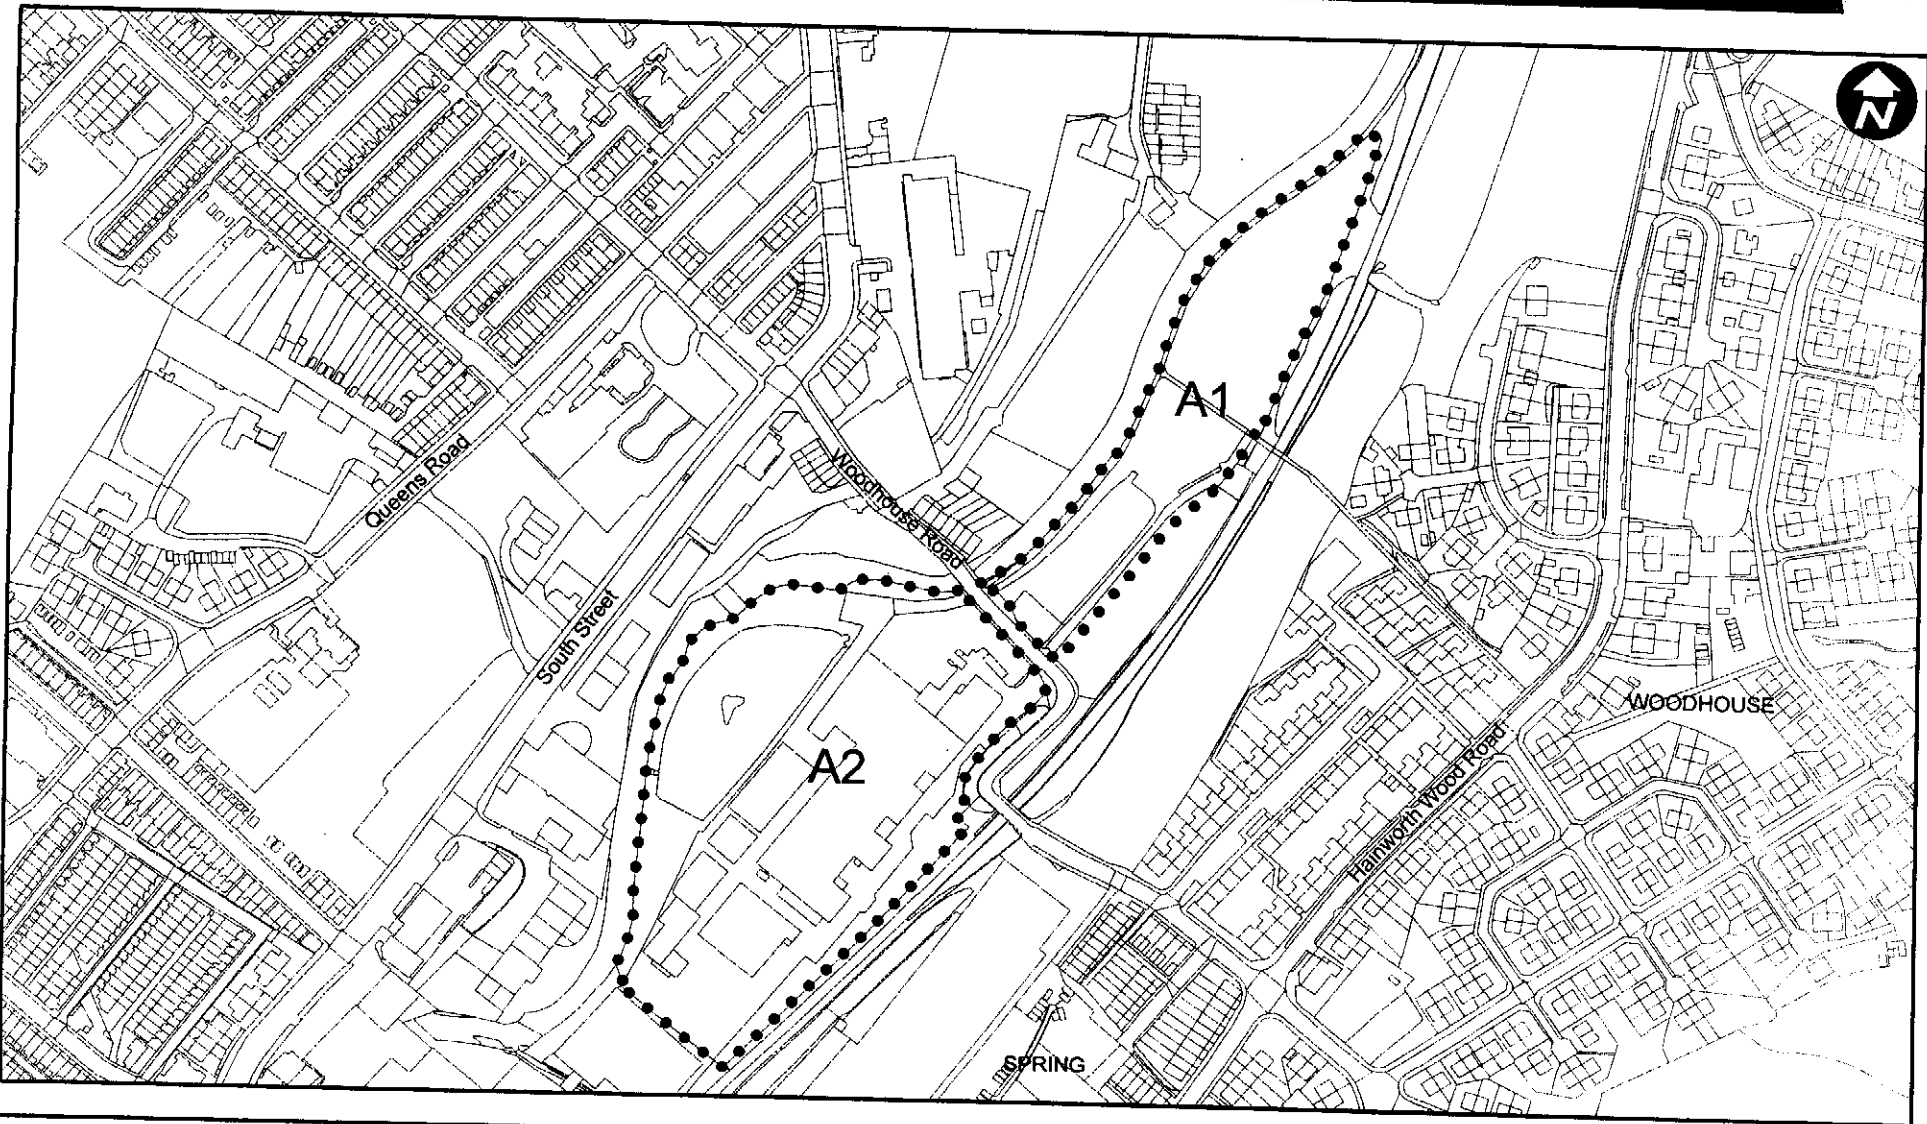 N
A1
Queens Road
Woodhouse Road
South Street
WOODHOUSE
A2
Hainworth Wood Road
SPRING